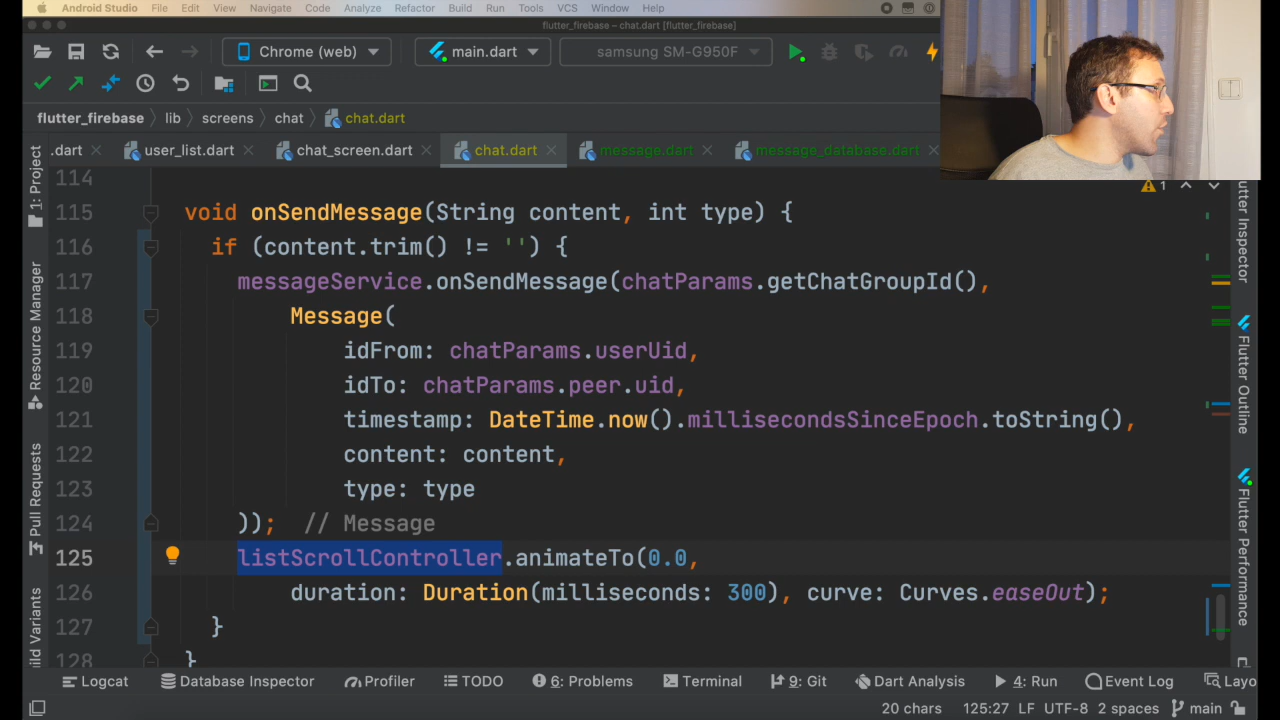 Android Studio File Edit View Navigate Code Analyze Refactor Build Run Tools VCS Window Help
flutter_firebase – chat.dart [flutter_firebase]
Chrome (web) main.dart samsung SM-G950F
flutter_firebase lib screens chat chat.dart
.dart user_list.dart chat_screen.dart chat.dart message.dart message_database.dart
1
1: Project
Resource Manager
Pull Requests
ild Variants
114
115 void onSendMessage(String content, int type) {
116 if (content.trim() != '') {
117 messageService.onSendMessage(chatParams.getChatGroupId(),
118 Message(
119 idFrom: chatParams.userUid,
120 idTo: chatParams.peer.uid,
121 timestamp: DateTime.now().millisecondsSinceEpoch.toString(),
122 content: content,
123 type: type
124 )); // Message
125 listScrollController.animateTo(0.0,
126 duration: Duration(milliseconds: 300), curve: Curves.easeOut);
127 }
128 }
lutter Inspector
Flutter Outline
Flutter Performance
Logcat Database Inspector Profiler TODO 6: Problems Terminal 9: Git Dart Analysis 4: Run Event Log Layo
20 chars 125:27 LF UTF-8 2 spaces main